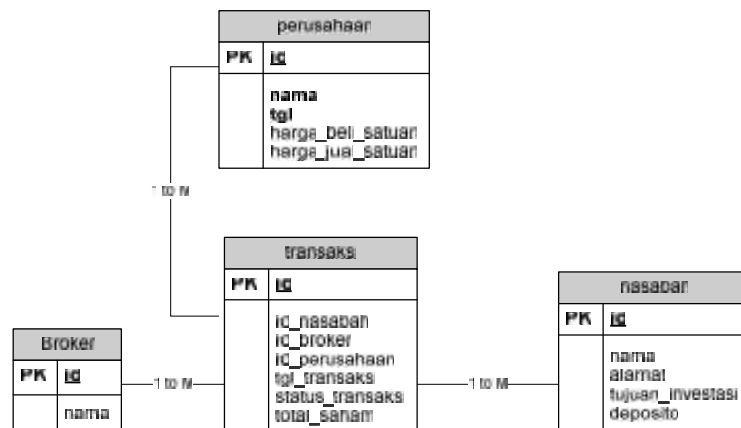 perusahaan
PK id
nama
tgl
harga_beli_satuan
harga_jual_satuan
1 to M
transaksi
PK id
id_nasabah
id_broker
id_perusahaan
tgl_transaksi
status_transaksi
total_saham
Broker
PK id
nama
1 to M
1 to M
nasabah
PK id
nama
alamat
tujuan_investasi
deposito